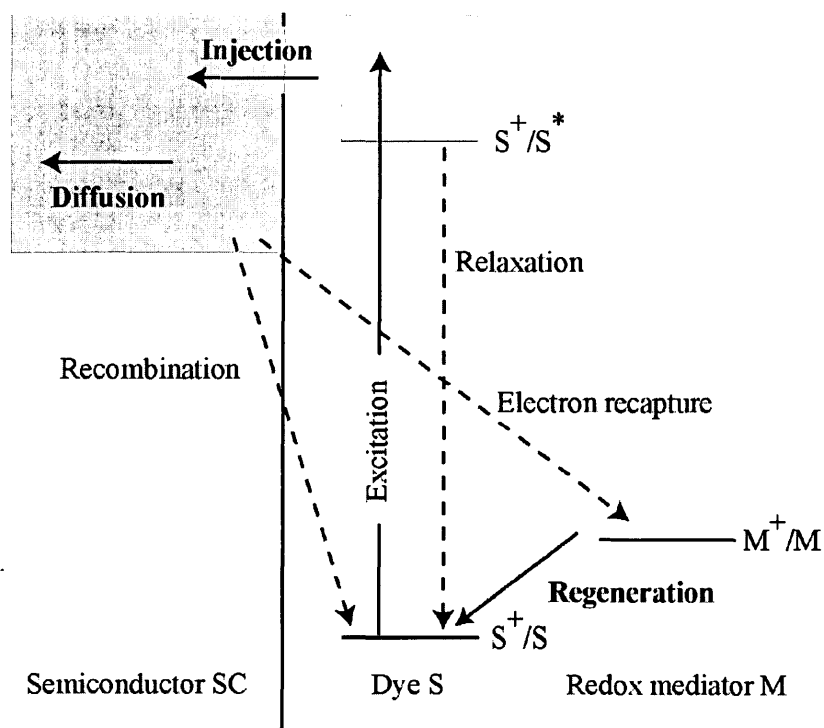 Injection
S⁺/S*
Diffusion
Relaxation
Recombination
Electron recapture
Excitation
M⁺/M
Regeneration
S⁺/S
Semiconductor SC
Dye S
Redox mediator M